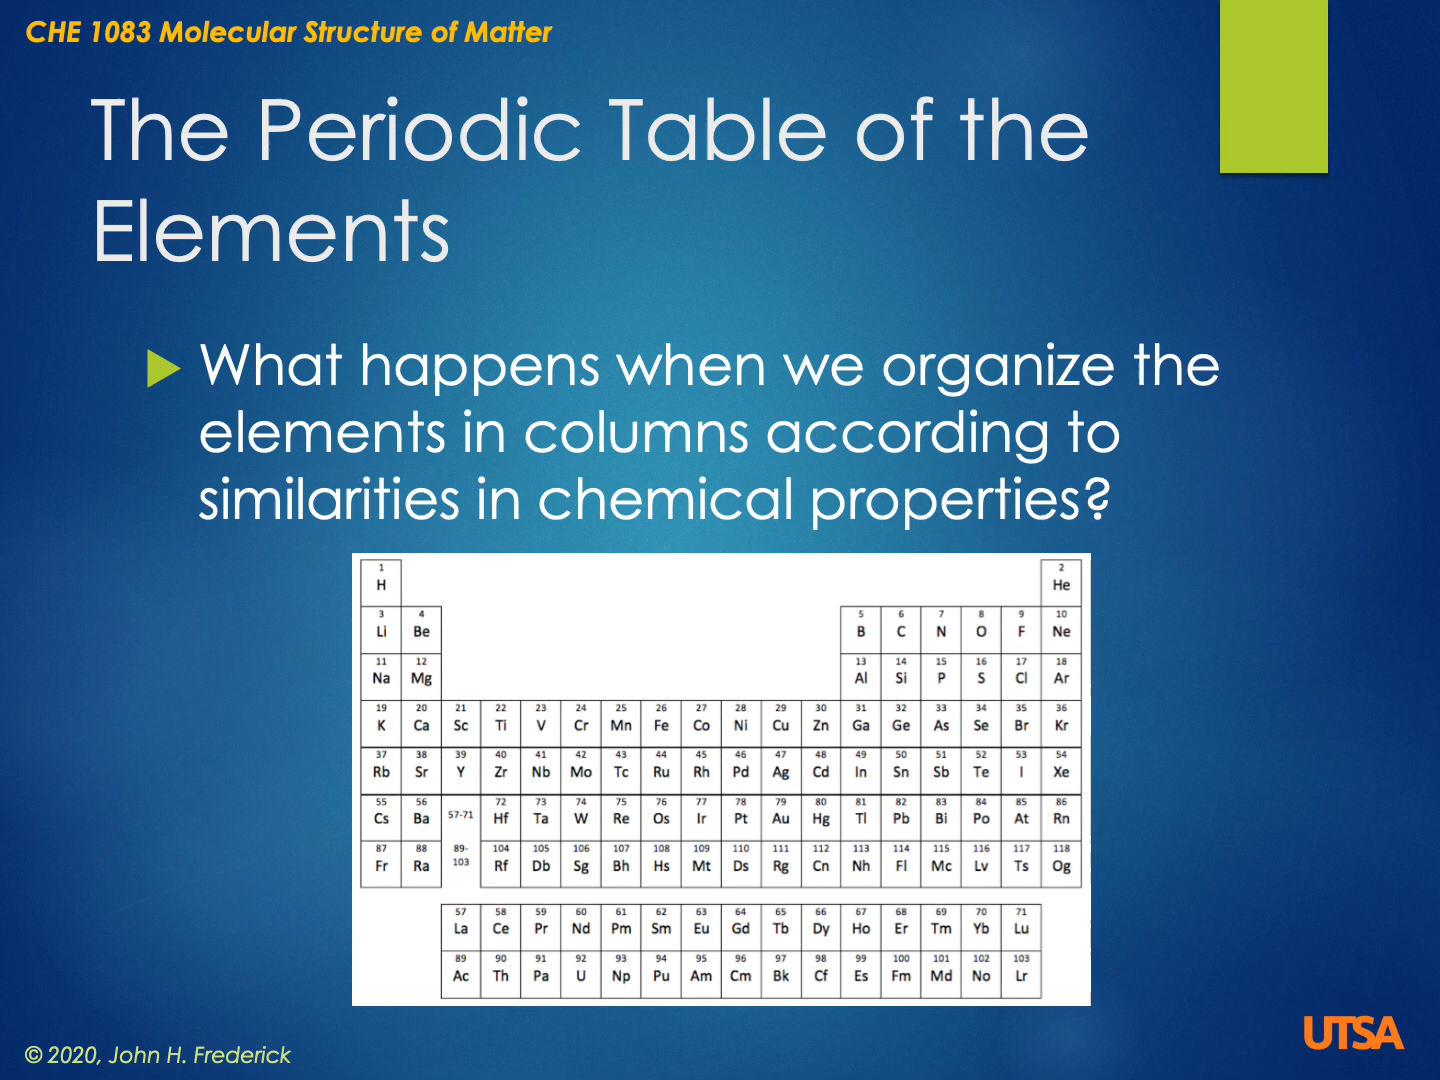 CHE 1083 Molecular Structure of Matter
The Periodic Table of the
Elements
What happens when we organize the
elements in columns according to
similarities in chemical properties?
1 2
H He
3 4 5 6 7 8 9 10
Li Be B C N O F Ne
11 12 13 14 15 16 17 18
Na Mg Al Si P S Cl Ar
19 20 21 22 23 24 25 26 27 28 29 30 31 32 33 34 35 36
K Ca Sc Ti V Cr Mn Fe Co Ni Cu Zn Ga Ge As Se Br Kr
37 38 39 40 41 42 43 44 45 46 47 48 49 50 51 52 53 54
Rb Sr Y Zr Nb Mo Tc Ru Rh Pd Ag Cd In Sn Sb Te I Xe
55 56 57-71 72 73 74 75 76 77 78 79 80 81 82 83 84 85 86
Cs Ba Hf Ta W Re Os Ir Pt Au Hg Tl Pb Bi Po At Rn
87 88 89- 104 105 106 107 108 109 110 111 112 113 114 115 116 117 118
Fr Ra 103 Rf Db Sg Bh Hs Mt Ds Rg Cn Nh Fl Mc Lv Ts Og
57 58 59 60 61 62 63 64 65 66 67 68 69 70 71
La Ce Pr Nd Pm Sm Eu Gd Tb Dy Ho Er Tm Yb Lu
89 90 91 92 93 94 95 96 97 98 99 100 101 102 103
Ac Th Pa U Np Pu Am Cm Bk Cf Es Fm Md No Lr
© 2020, John H. Frederick
UTSA